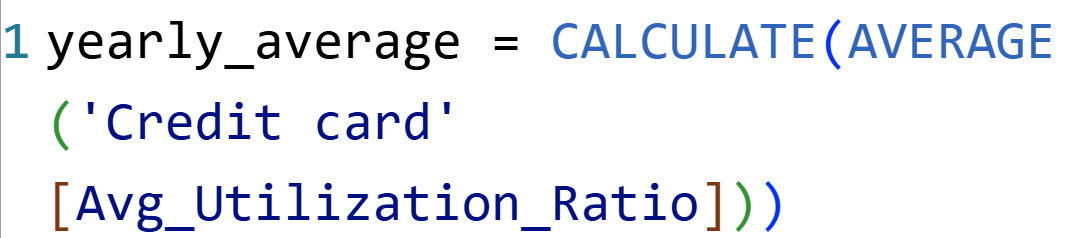 1 yearly_average = CALCULATE(AVERAGE
('Credit card'
[Avg_Utilization_Ratio]))